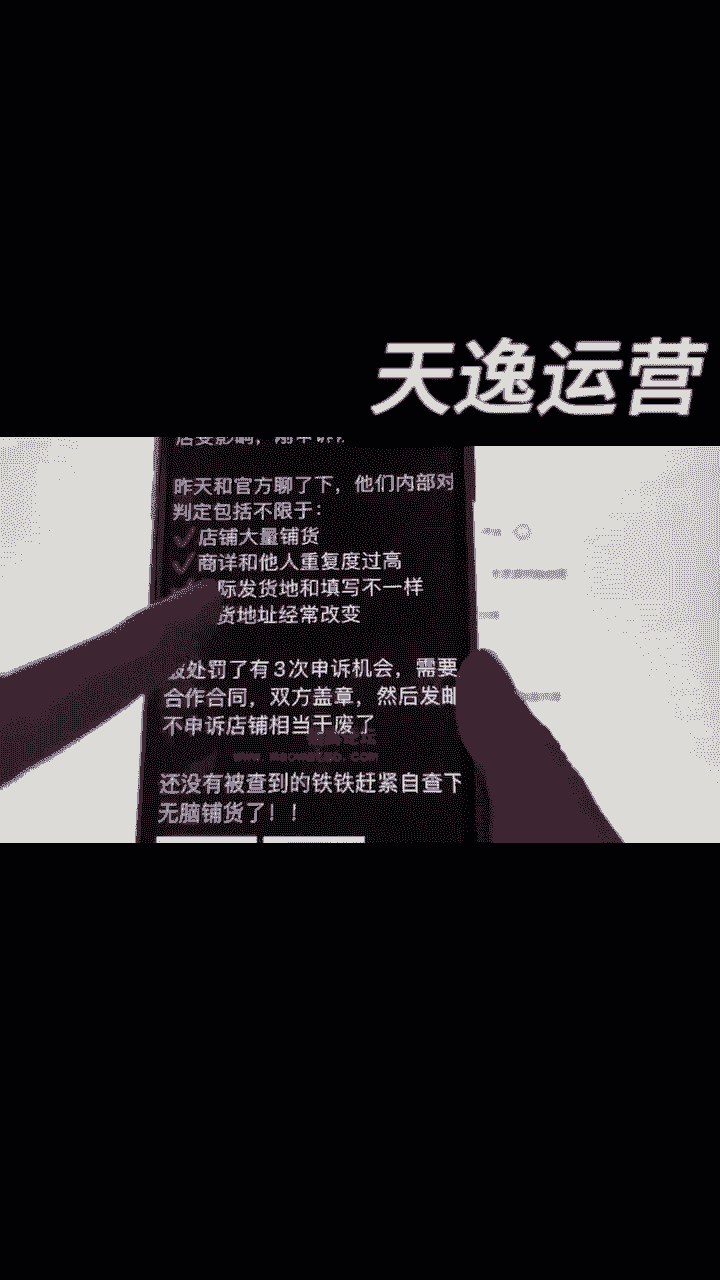 天逸运营
昨天和官方聊了下，他们内部对
判定包括不限于：
店铺大量铺货
商详和他人重复度过高
际发货地和填写不一样
货地址经常改变
处罚了有3次申诉机会，需要
合作合同，双方盖章，然后发邮
不申诉店铺相当于废了
还没有被查到的铁铁赶紧自查下
无脑铺货了！！